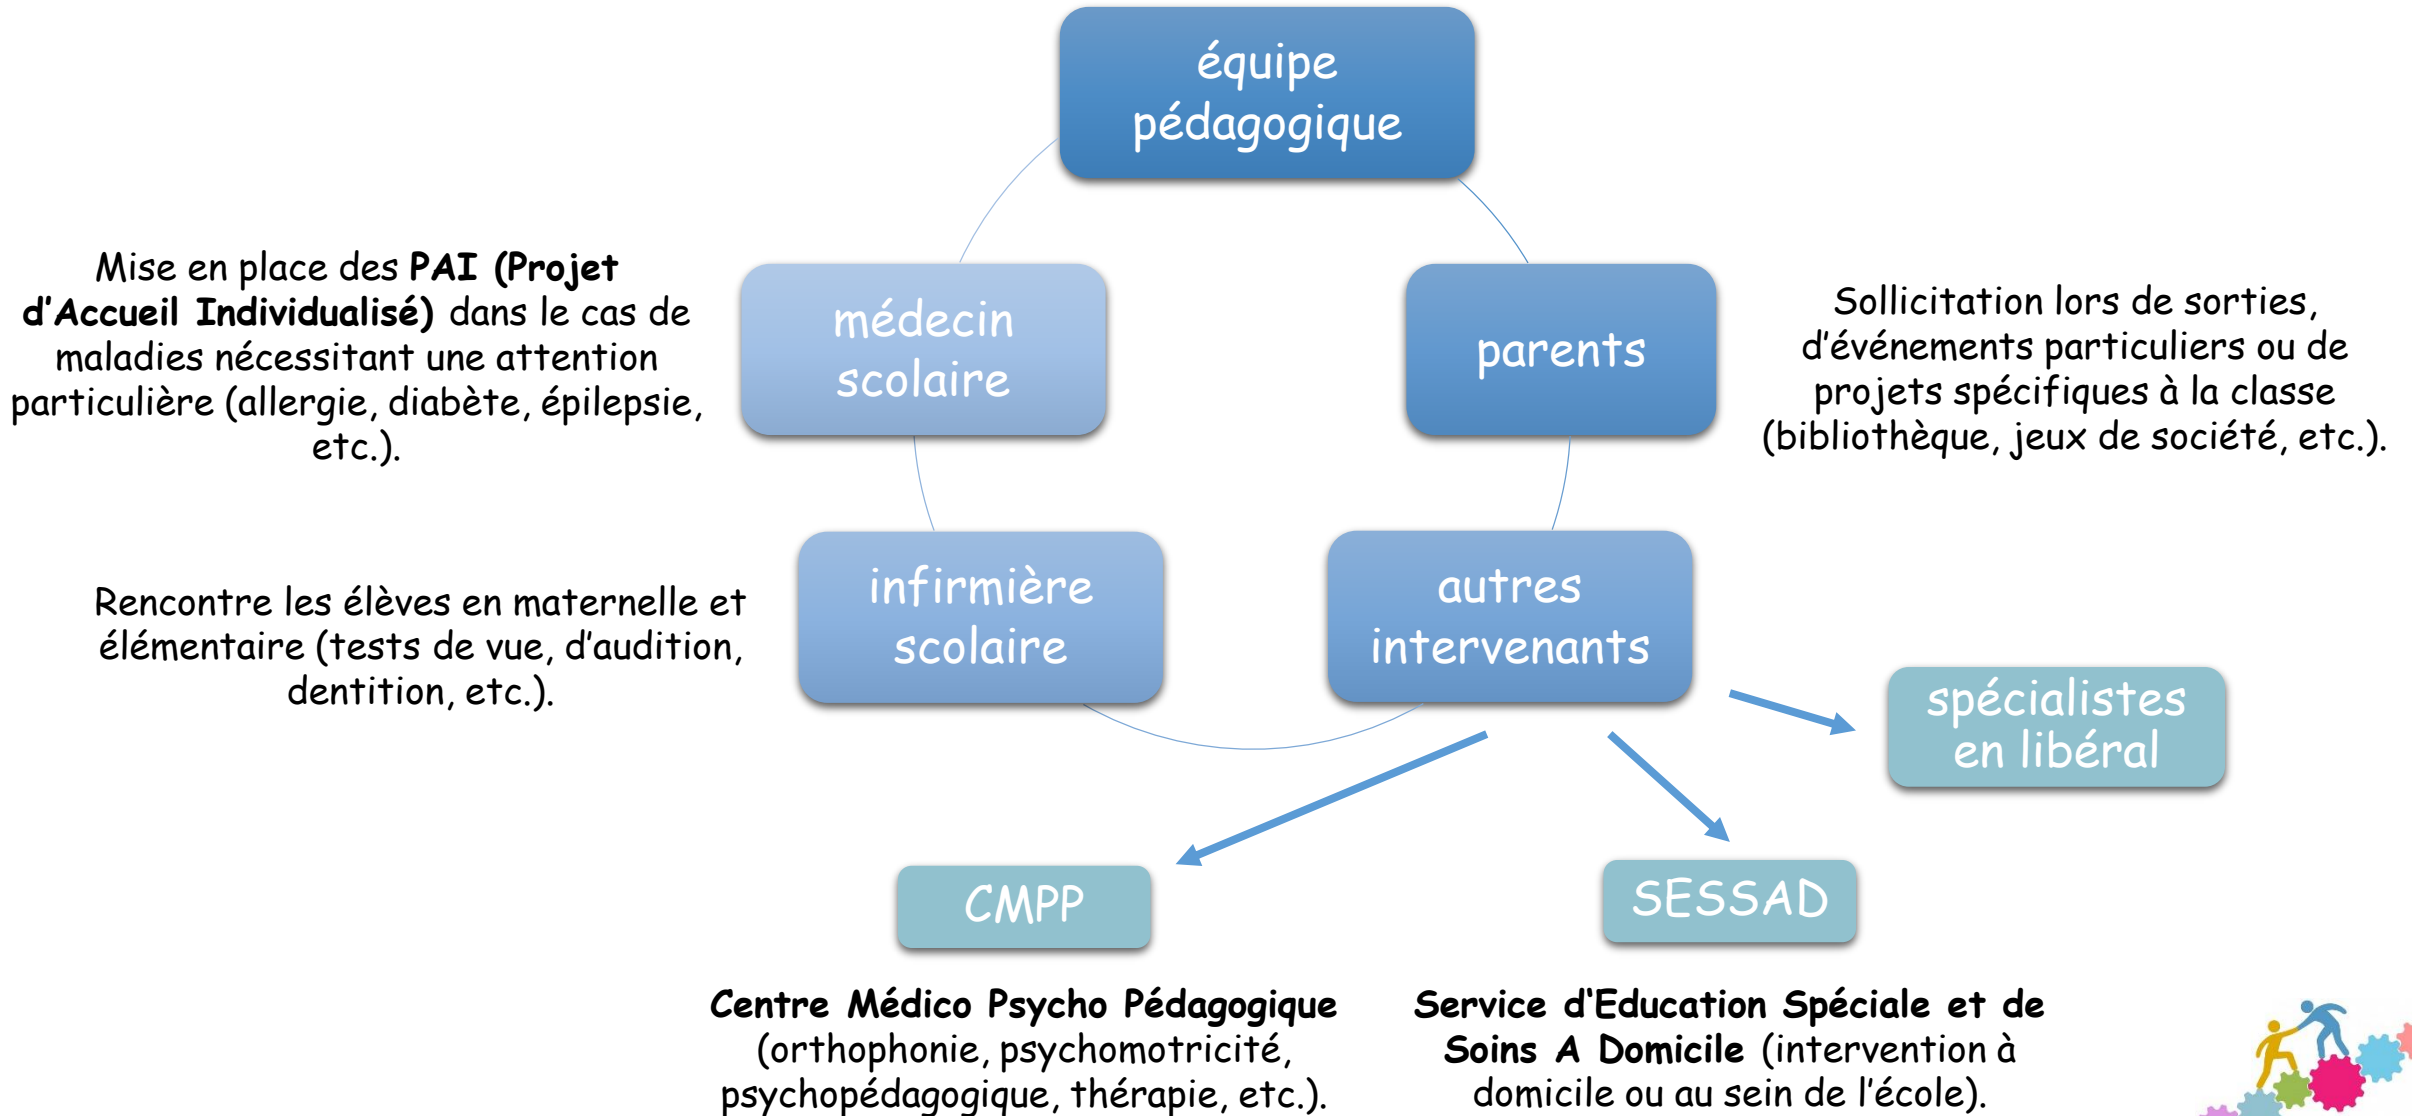 équipe
pédagogique
Mise en place des PAI (Projet
d'Accueil Individualisé) dans le cas de
maladies nécessitant une attention
particulière (allergie, diabète, épilepsie,
etc.).
médecin
scolaire
parents
Sollicitation lors de sorties,
d'événements particuliers ou de
projets spécifiques à la classe
(bibliothèque, jeux de société, etc.).
Rencontre les élèves en maternelle et
élémentaire (tests de vue, d'audition,
dentition, etc.).
infirmière
scolaire
autres
intervenants
spécialistes
en libéral
CMPP
SESSAD
Centre Médico Psycho Pédagogique
(orthophonie, psychomotricité,
psychopédagogique, thérapie, etc.).
Service d'Education Spéciale et de
Soins A Domicile (intervention à
domicile ou au sein de l'école).